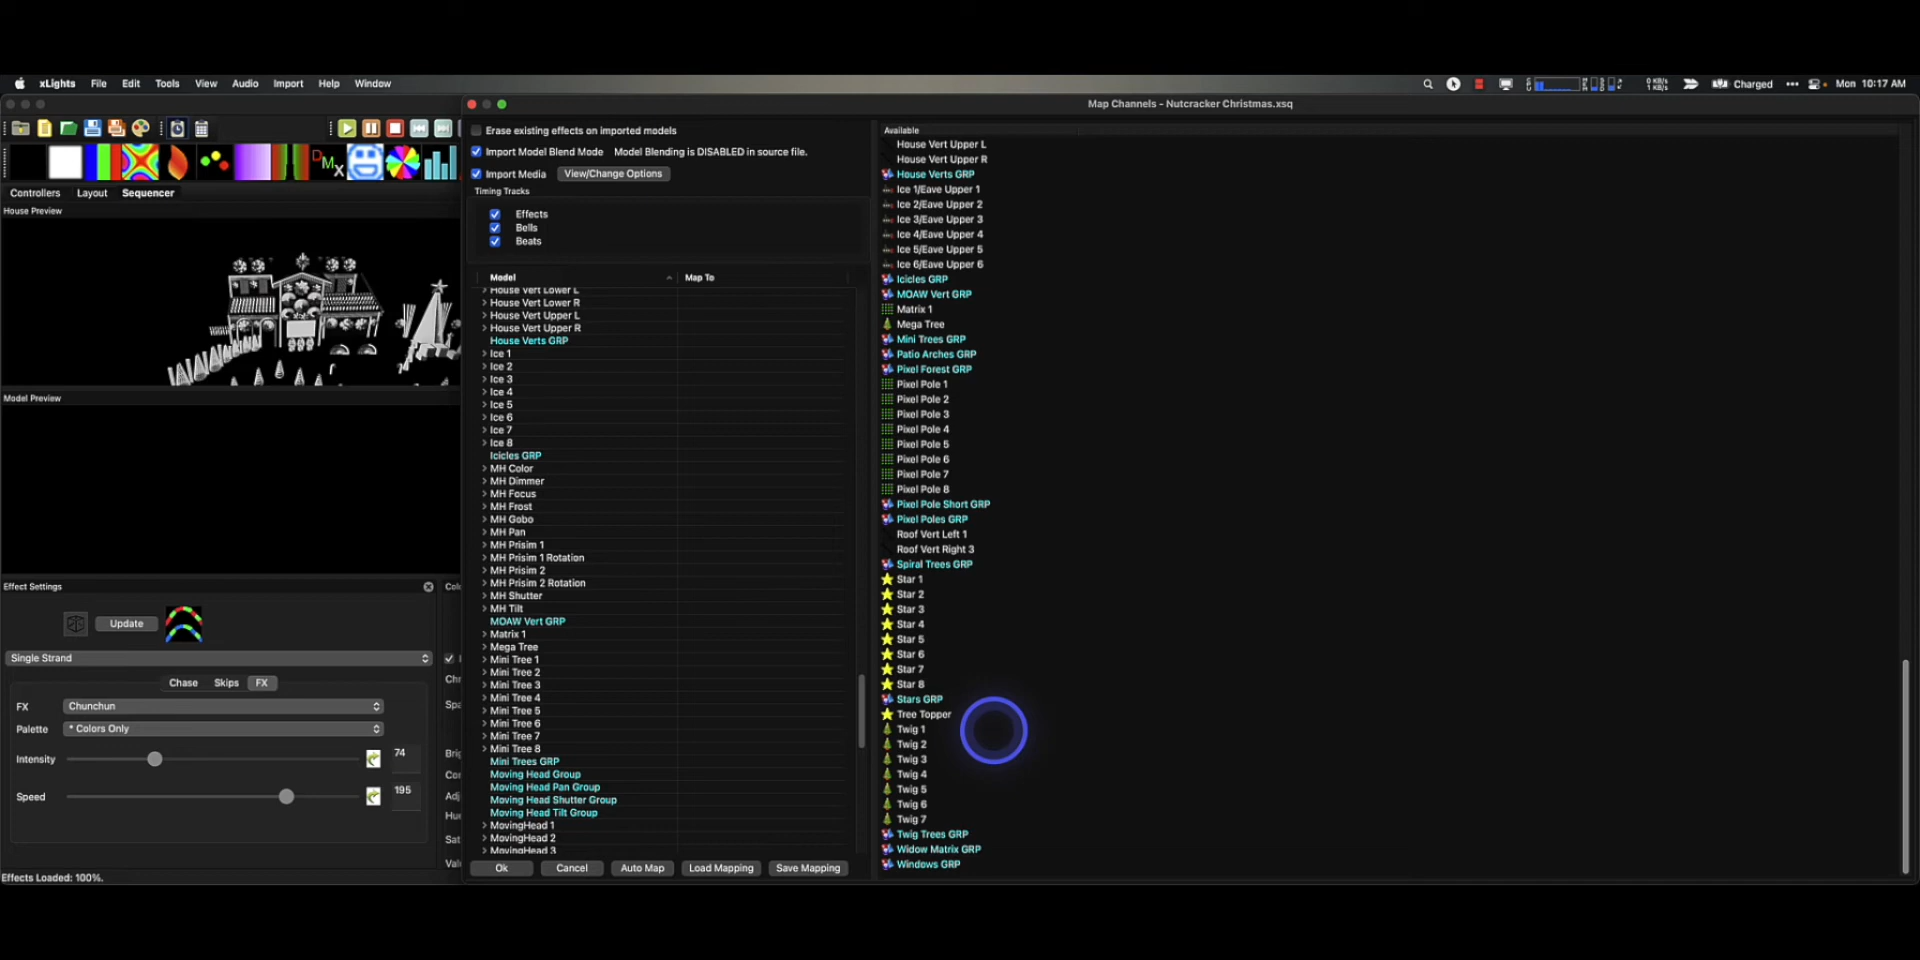 xLights File Edit Tools View Audio Import Help Window
0 KB/s
1 KB/s
Charged
Mon 10:17 AM
Map Channels - Nutcracker Christmas.xsq
Controllers Layout Sequencer
House Preview
Model Preview
Effect Settings
Update
Single Strand
Chase Skips FX
FX Chunchun
Palette * Colors Only
Intensity 74
Speed 195
Effects Loaded: 100%.
Erase existing effects on imported models
Import Model Blend Mode Model Blending is DISABLED in source file.
Import Media View/Change Options
Timing Tracks
Effects
Bells
Beats
Model Map To
House Vert Lower L
House Vert Lower R
House Vert Upper L
House Vert Upper R
House Verts GRP
Ice 1
Ice 2
Ice 3
Ice 4
Ice 5
Ice 6
Ice 7
Ice 8
Icicles GRP
MH Color
MH Dimmer
MH Focus
MH Frost
MH Gobo
MH Pan
MH Prisim 1
MH Prisim 1 Rotation
MH Prisim 2
MH Prisim 2 Rotation
MH Shutter
MH Tilt
MOAW Vert GRP
Matrix 1
Mega Tree
Mini Tree 1
Mini Tree 2
Mini Tree 3
Mini Tree 4
Mini Tree 5
Mini Tree 6
Mini Tree 7
Mini Tree 8
Mini Trees GRP
Moving Head Group
Moving Head Pan Group
Moving Head Shutter Group
Moving Head Tilt Group
MovingHead 1
MovingHead 2
MovingHead 3
Ok Cancel Auto Map Load Mapping Save Mapping
Available
House Vert Upper L
House Vert Upper R
House Verts GRP
Ice 1/Eave Upper 1
Ice 2/Eave Upper 2
Ice 3/Eave Upper 3
Ice 4/Eave Upper 4
Ice 5/Eave Upper 5
Ice 6/Eave Upper 6
Icicles GRP
MOAW Vert GRP
Matrix 1
Mega Tree
Mini Trees GRP
Patio Arches GRP
Pixel Forest GRP
Pixel Pole 1
Pixel Pole 2
Pixel Pole 3
Pixel Pole 4
Pixel Pole 5
Pixel Pole 6
Pixel Pole 7
Pixel Pole 8
Pixel Pole Short GRP
Pixel Poles GRP
Roof Vert Left 1
Roof Vert Right 3
Spiral Trees GRP
Star 1
Star 2
Star 3
Star 4
Star 5
Star 6
Star 7
Star 8
Stars GRP
Tree Topper
Twig 1
Twig 2
Twig 3
Twig 4
Twig 5
Twig 6
Twig 7
Twig Trees GRP
Widow Matrix GRP
Windows GRP